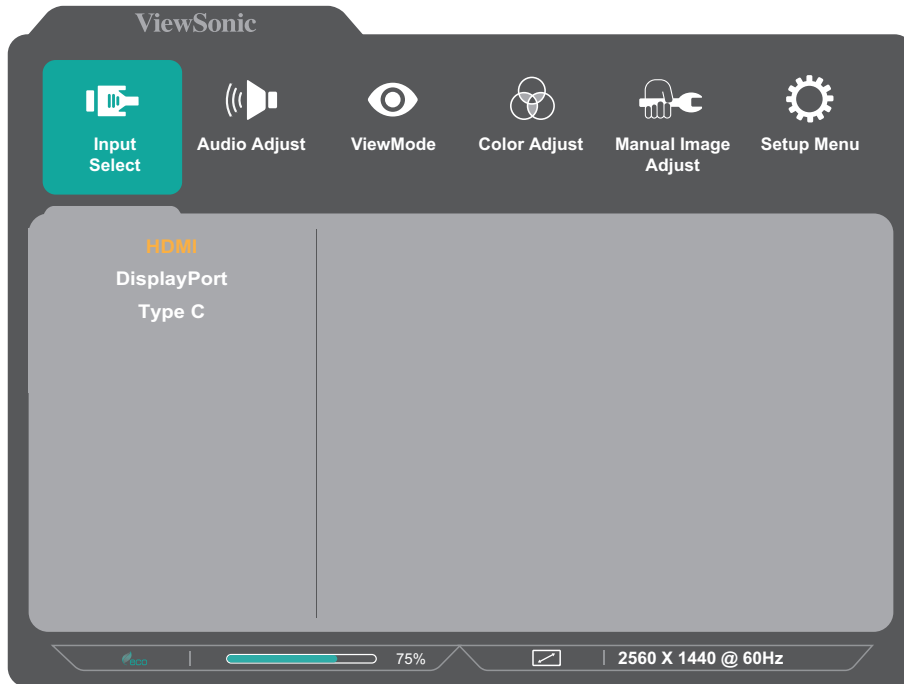 ViewSonic
Input
Select
Audio Adjust
ViewMode
Color Adjust
Manual Image
Adjust
Setup Menu
HDMI
DisplayPort
Type C
eco
75%
2560 X 1440 @ 60Hz